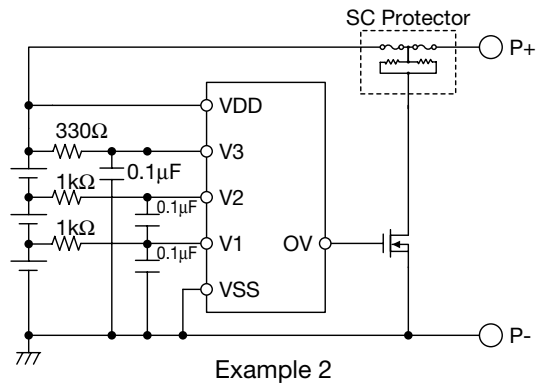 SC Protector
P+
VDD
330Ω
V3
0.1μF
1kΩ
V2
0.1μF
1kΩ
V1
OV
0.1μF
VSS
P-
Example 2